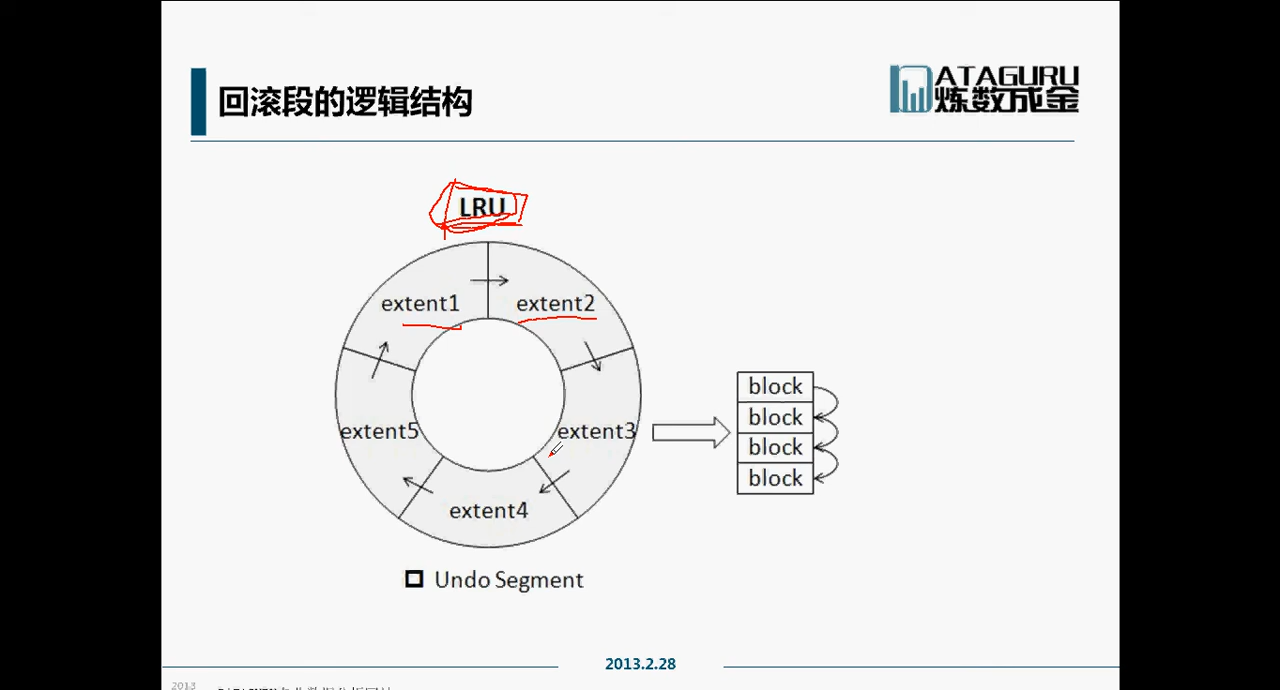 回滚段的逻辑结构
ATAGURU
炼数成金
LRU
extent1
extent2
extent3
extent4
extent5
block
block
block
block
Undo Segment
2013.2.28
2013